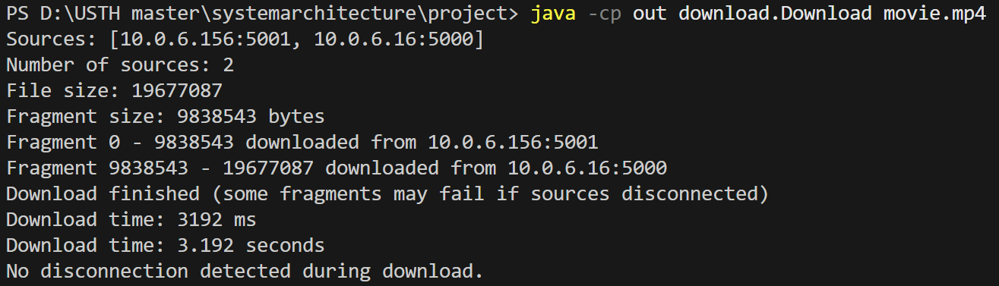 PS D:\USTH master\systemarchitecture\project> java -cp out download.Download movie.mp4
Sources: [10.0.6.156:5001, 10.0.6.16:5000]
Number of sources: 2
File size: 19677087
Fragment size: 9838543 bytes
Fragment 0 - 9838543 downloaded from 10.0.6.156:5001
Fragment 9838543 - 19677087 downloaded from 10.0.6.16:5000
Download finished (some fragments may fail if sources disconnected)
Download time: 3192 ms
Download time: 3.192 seconds
No disconnection detected during download.